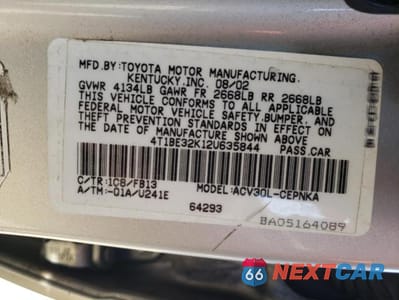 MFD.BY:TOYOTA MOTOR MANUFACTURING,
KENTUCKY,INC. 08/02
GVWR 4134LB GAWR FR 2668LB RR 2668LB
THIS VEHICLE CONFORMS TO ALL APPLICABLE
FEDERAL MOTOR VEHICLE SAFETY,BUMPER, AND
THEFT PREVENTION STANDARDS IN EFFECT ON
THE DATE OF MANUFACTURE SHOWN ABOVE.
4T1BE32K12U635844 PASS.CAR
C/TR:1C8/FB13 MODEL:ACV30L-CEPNKA
A/TM:-01A/U241E
64293
BA05164089
66 NEXTCAR